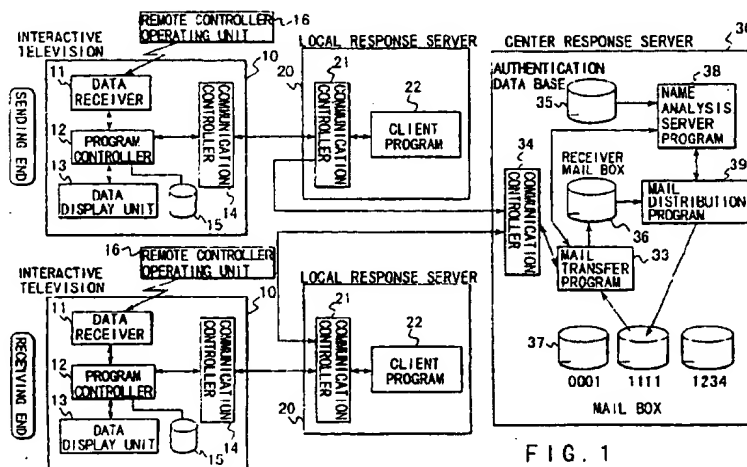 REMOTE CONTROLLER
OPERATING UNIT
16
INTERACTIVE
TELEVISION
10
SENDING END
11
DATA
RECEIVER
12
PROGRAM
CONTROLLER
13
DATA
DISPLAY UNIT
15
COMMUNICATION
CONTROLLER
14
LOCAL RESPONSE SERVER
20
21
COMMUNICATION
CONTROLLER
22
CLIENT
PROGRAM
CENTER RESPONSE SERVER
30
AUTHENTICATION
DATA BASE
35
38
NAME
ANALYSIS
SERVER
PROGRAM
34
COMMUNICATION
CONTROLLER
RECEIVER
MAIL BOX
36
39
MAIL
DISTRIBUTION
PROGRAM
MAIL
TRANSFER
PROGRAM
33
37
0001
1111
1234
MAIL BOX
16
REMOTE CONTROLLER
OPERATING UNIT
INTERACTIVE
TELEVISION
10
RECEIVING END
11
DATA
RECEIVER
12
PROGRAM
CONTROLLER
13
DATA
DISPLAY UNIT
15
COMMUNICATION
CONTROLLER
14
LOCAL RESPONSE SERVER
20
21
COMMUNICATION
CONTROLLER
22
CLIENT
PROGRAM
FIG. 1